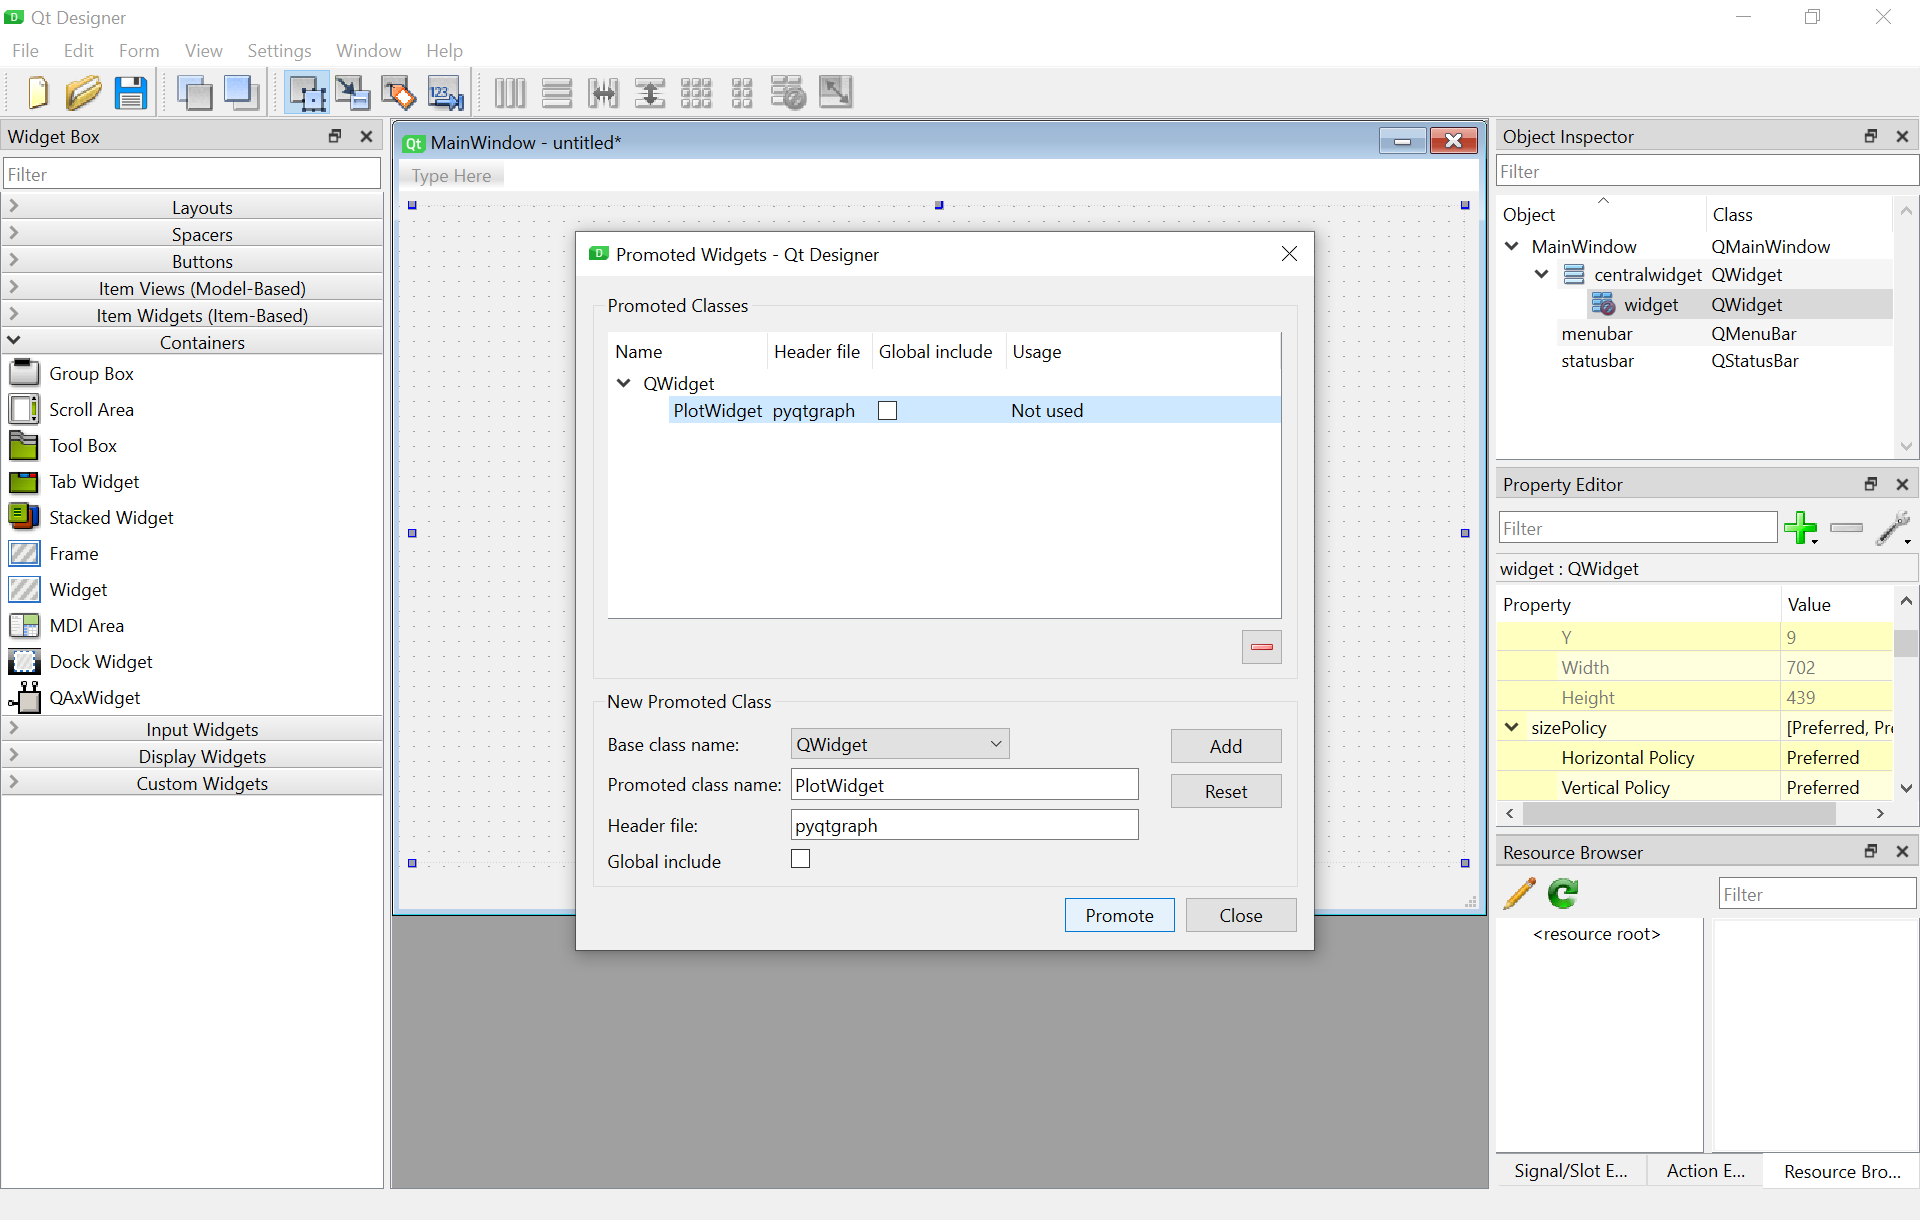 Qt Designer
File Edit Form View Settings Window Help
Widget Box
Filter
Layouts
Spacers
Buttons
Item Views (Model-Based)
Item Widgets (Item-Based)
Containers
Group Box
Scroll Area
Tool Box
Tab Widget
Stacked Widget
Frame
Widget
MDI Area
Dock Widget
QAxWidget
Input Widgets
Display Widgets
Custom Widgets
Qt MainWindow - untitled*
Type Here
Promoted Widgets - Qt Designer
Promoted Classes
Name Header file Global include Usage
QWidget
PlotWidget pyqtgraph Not used
New Promoted Class
Base class name: QWidget Add
Promoted class name: PlotWidget
Reset
Header file: pyqtgraph
Global include
Promote Close
Object Inspector
Filter
Object Class
MainWindow QMainWindow
centralwidget QWidget
widget QWidget
menubar QMenuBar
statusbar QStatusBar
Property Editor
Filter
widget : QWidget
Property Value
Y 9
Width 702
Height 439
sizePolicy [Preferred, Pre
Horizontal Policy Preferred
Vertical Policy Preferred
Resource Browser
Filter
<resource root>
Signal/Slot E... Action E... Resource Bro...